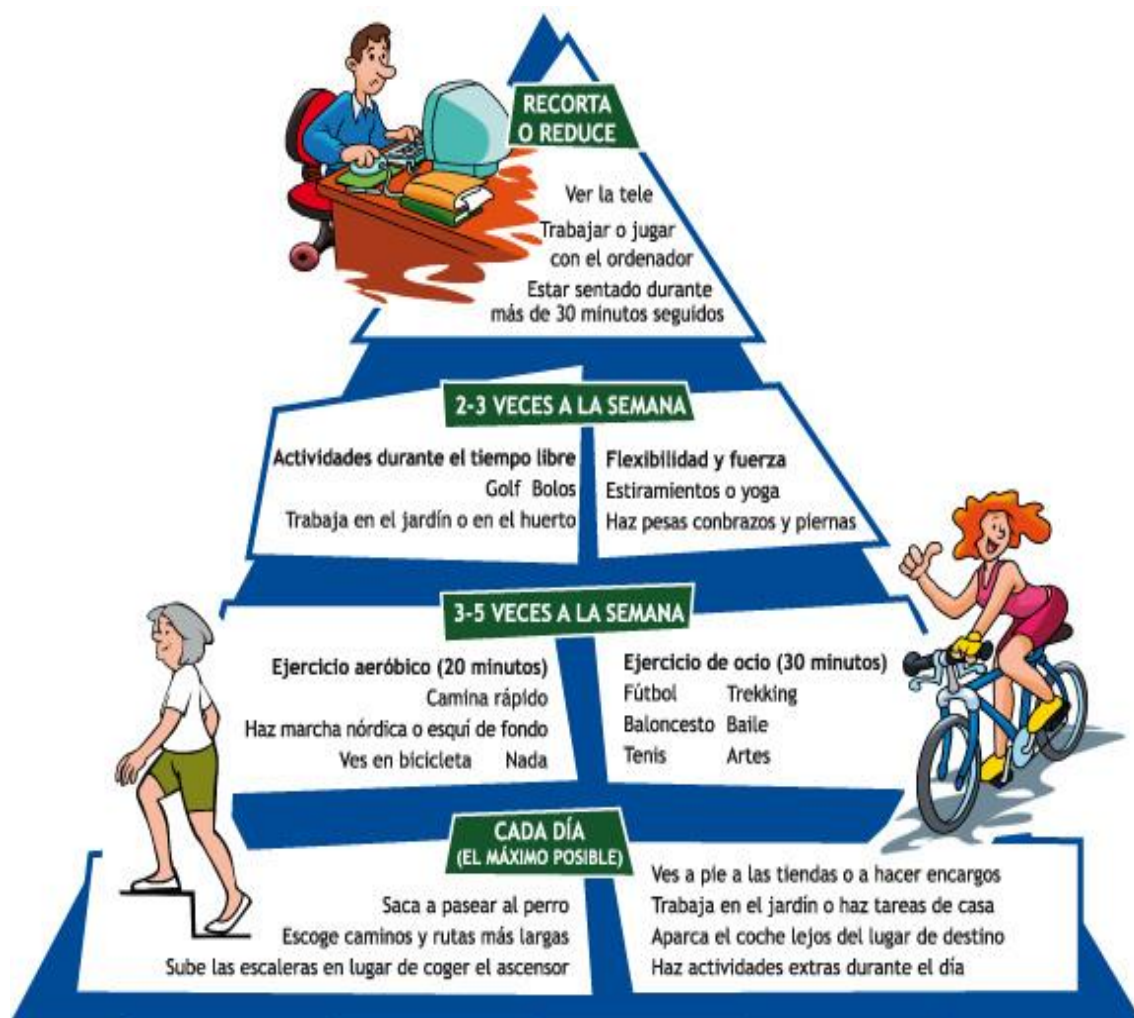 RECORTA
O REDUCE
Ver la tele
Trabajar o jugar
con el ordenador
Estar sentado durante
más de 30 minutos seguidos
2-3 VECES A LA SEMANA
Actividades durante el tiempo libre
Golf Bolos
Trabaja en el jardín o en el huerto
Flexibilidad y fuerza
Estiramientos o yoga
Haz pesas conbrazos y piernas
3-5 VECES A LA SEMANA
Ejercicio aeróbico (20 minutos)
Camina rápido
Haz marcha nórdica o esquí de fondo
Ves en bicicleta Nada
Ejercicio de ocio (30 minutos)
Fútbol Trekking
Baloncesto Baile
Tenis Artes
CADA DÍA
(EL MÁXIMO POSIBLE)
Saca a pasear al perro
Escoge caminos y rutas más largas
Sube las escaleras en lugar de coger el ascensor
Ves a pie a las tiendas o a hacer encargos
Trabaja en el jardín o haz tareas de casa
Aparca el coche lejos del lugar de destino
Haz actividades extras durante el día